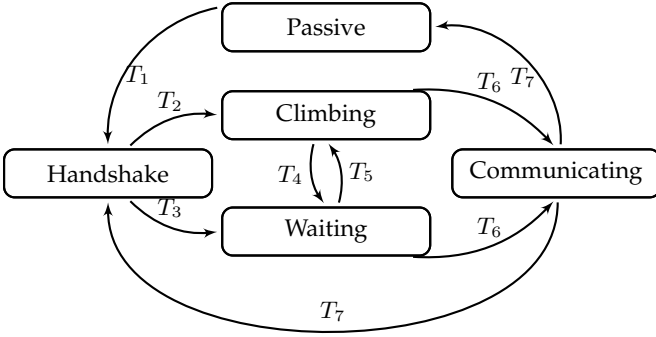 Passive
T1
T2
Climbing
T6
T7
Handshake
T4
T5
Communicating
T3
Waiting
T6
T7